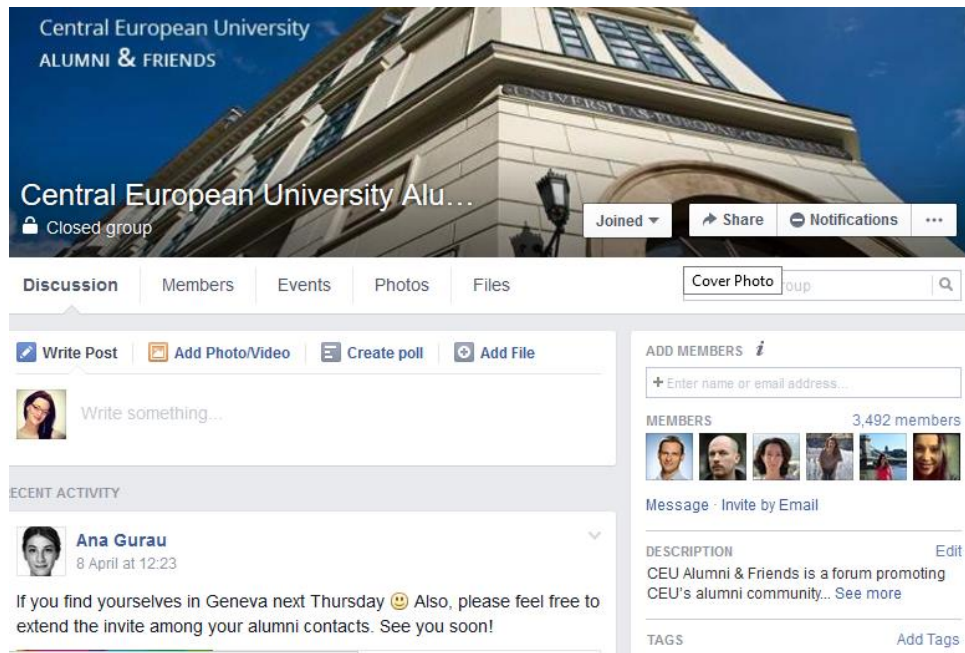 Central European University
ALUMNI & FRIENDS
UNIVERSITAS · EUROPAE · CENT
Central European University Alu...
Closed group
Joined
Share
Notifications
...
Discussion
Members
Events
Photos
Files
Cover Photo
Write Post
Add Photo/Video
Create poll
Add File
Write something...
RECENT ACTIVITY
Ana Gurau
8 April at 12:23
If you find yourselves in Geneva next Thursday 🙂 Also, please feel free to
extend the invite among your alumni contacts. See you soon!
ADD MEMBERS i
+ Enter name or email address...
MEMBERS
3,492 members
Message · Invite by Email
DESCRIPTION
Edit
CEU Alumni & Friends is a forum promoting
CEU's alumni community... See more
TAGS
Add Tags